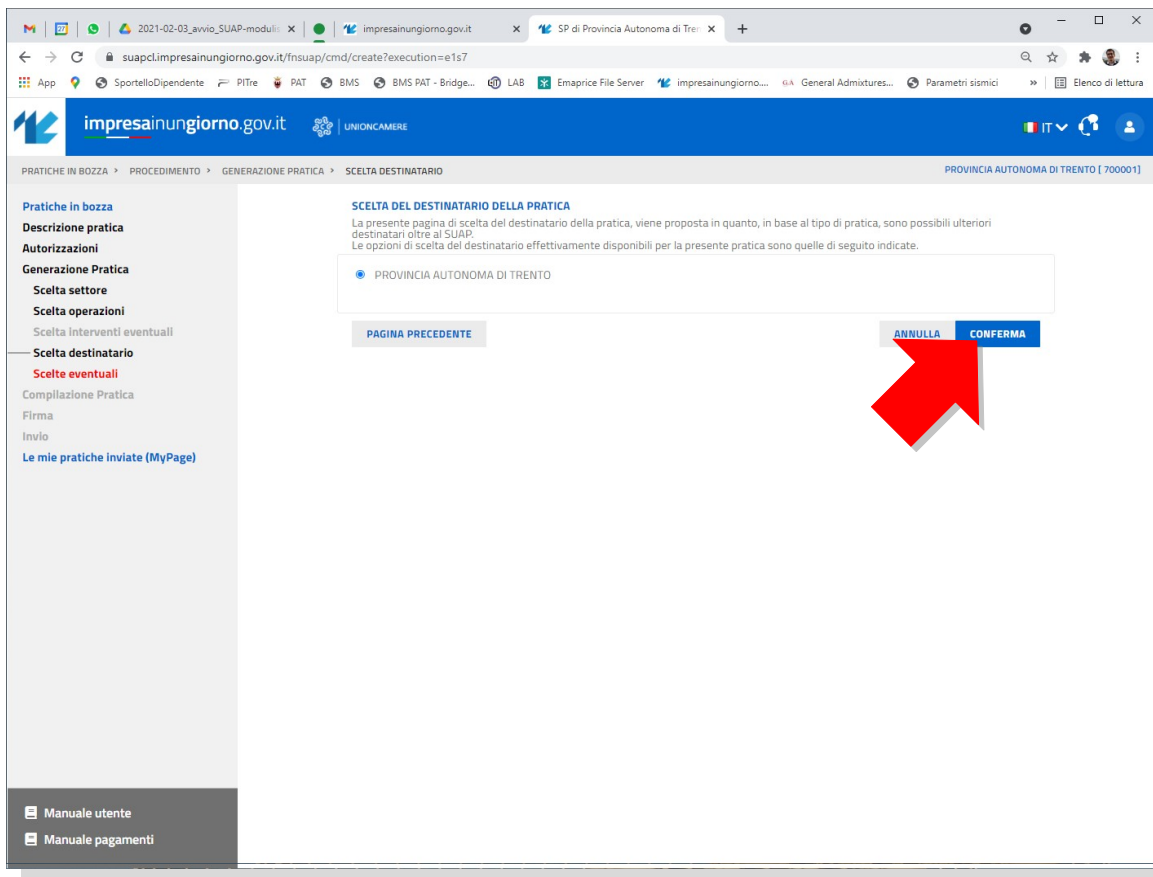 2021-02-03_avvio_SUAP-modulis
impresainungiorno.gov.it
SP di Provincia Autonoma di Tren
suapcl.impresainungiorno.gov.it/fnsuap/cmd/create?execution=e1s7
App SportelloDipendente PITre PAT BMS BMS PAT - Bridge... LAB Emaprice File Server impresainungiorno.... GA General Admixtures... Parametri sismici » Elenco di lettura
impresainungiorno.gov.it UNIONCAMERE IT
PRATICHE IN BOZZA > PROCEDIMENTO > GENERAZIONE PRATICA > SCELTA DESTINATARIO PROVINCIA AUTONOMA DI TRENTO [ 700001]
Pratiche in bozza
Descrizione pratica
Autorizzazioni
Generazione Pratica
Scelta settore
Scelta operazioni
Scelta interventi eventuali
Scelta destinatario
Scelte eventuali
Compilazione Pratica
Firma
Invio
Le mie pratiche inviate (MyPage)
SCELTA DEL DESTINATARIO DELLA PRATICA
La presente pagina di scelta del destinatario della pratica, viene proposta in quanto, in base al tipo di pratica, sono possibili ulteriori
destinatari oltre al SUAP.
Le opzioni di scelta del destinatario effettivamente disponibili per la presente pratica sono quelle di seguito indicate.
PROVINCIA AUTONOMA DI TRENTO
PAGINA PRECEDENTE ANNULLA CONFERMA
Manuale utente
Manuale pagamenti